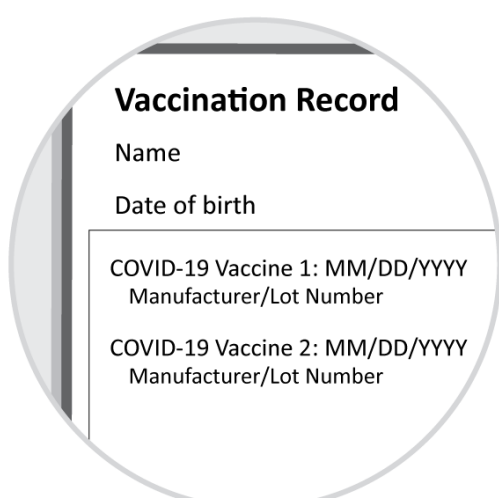 Vaccination Record
Name
Date of birth
COVID-19 Vaccine 1: MM/DD/YYYY
Manufacturer/Lot Number
COVID-19 Vaccine 2: MM/DD/YYYY
Manufacturer/Lot Number